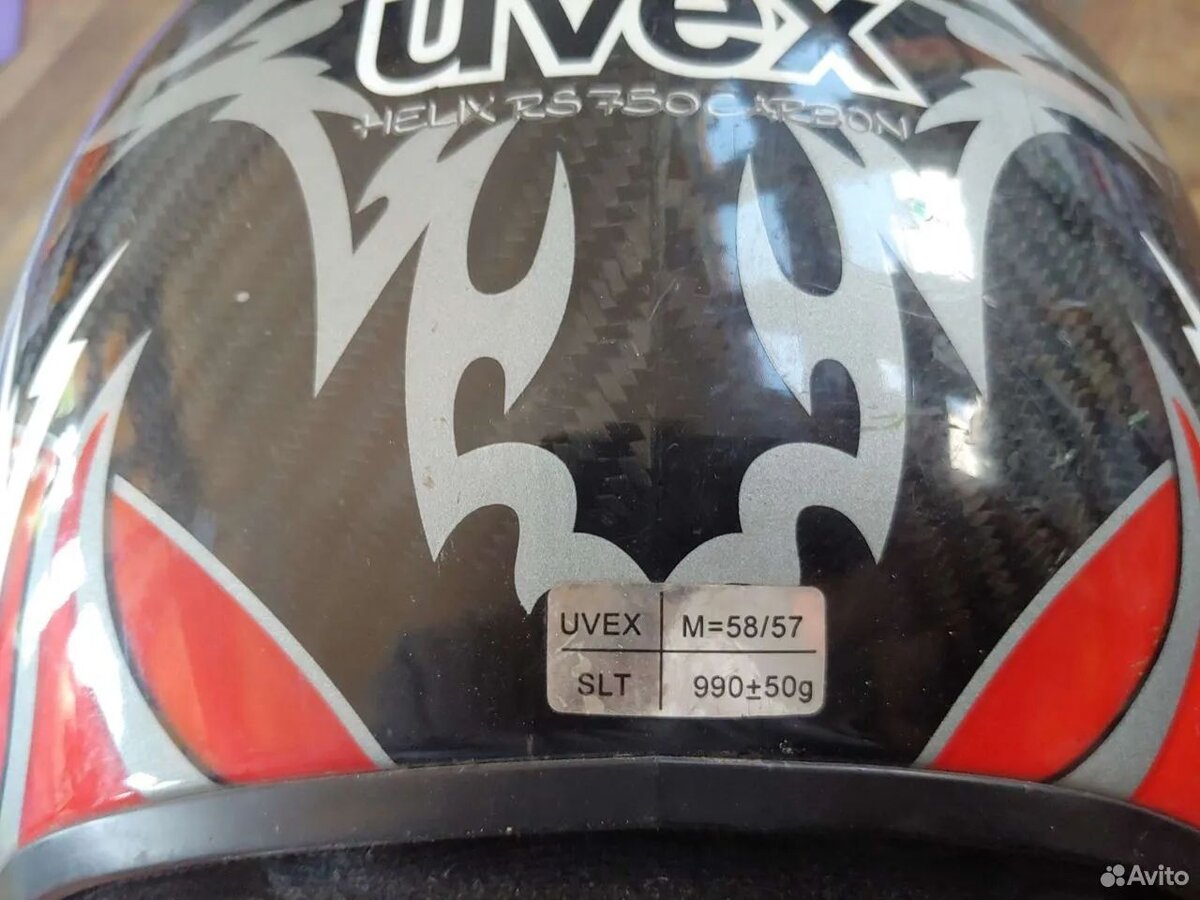 uvex
HELIX RS 750 CARBON
UVEX M=58/57
SLT 990±50g
Avito